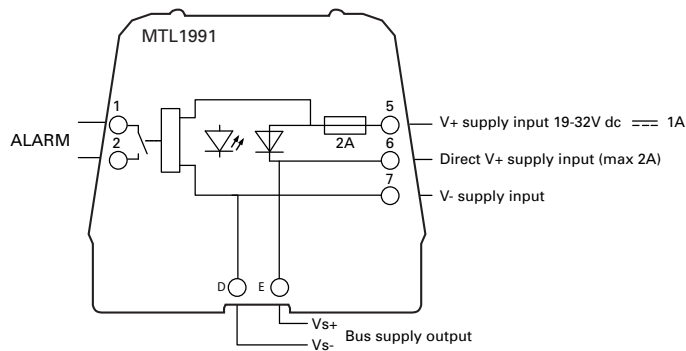 MTL1991
1
5
V+ supply input 19-32V dc 1A
ALARM
2
2A
6
Direct V+ supply input (max 2A)
7
V- supply input
D
E
Vs+
Bus supply output
Vs-